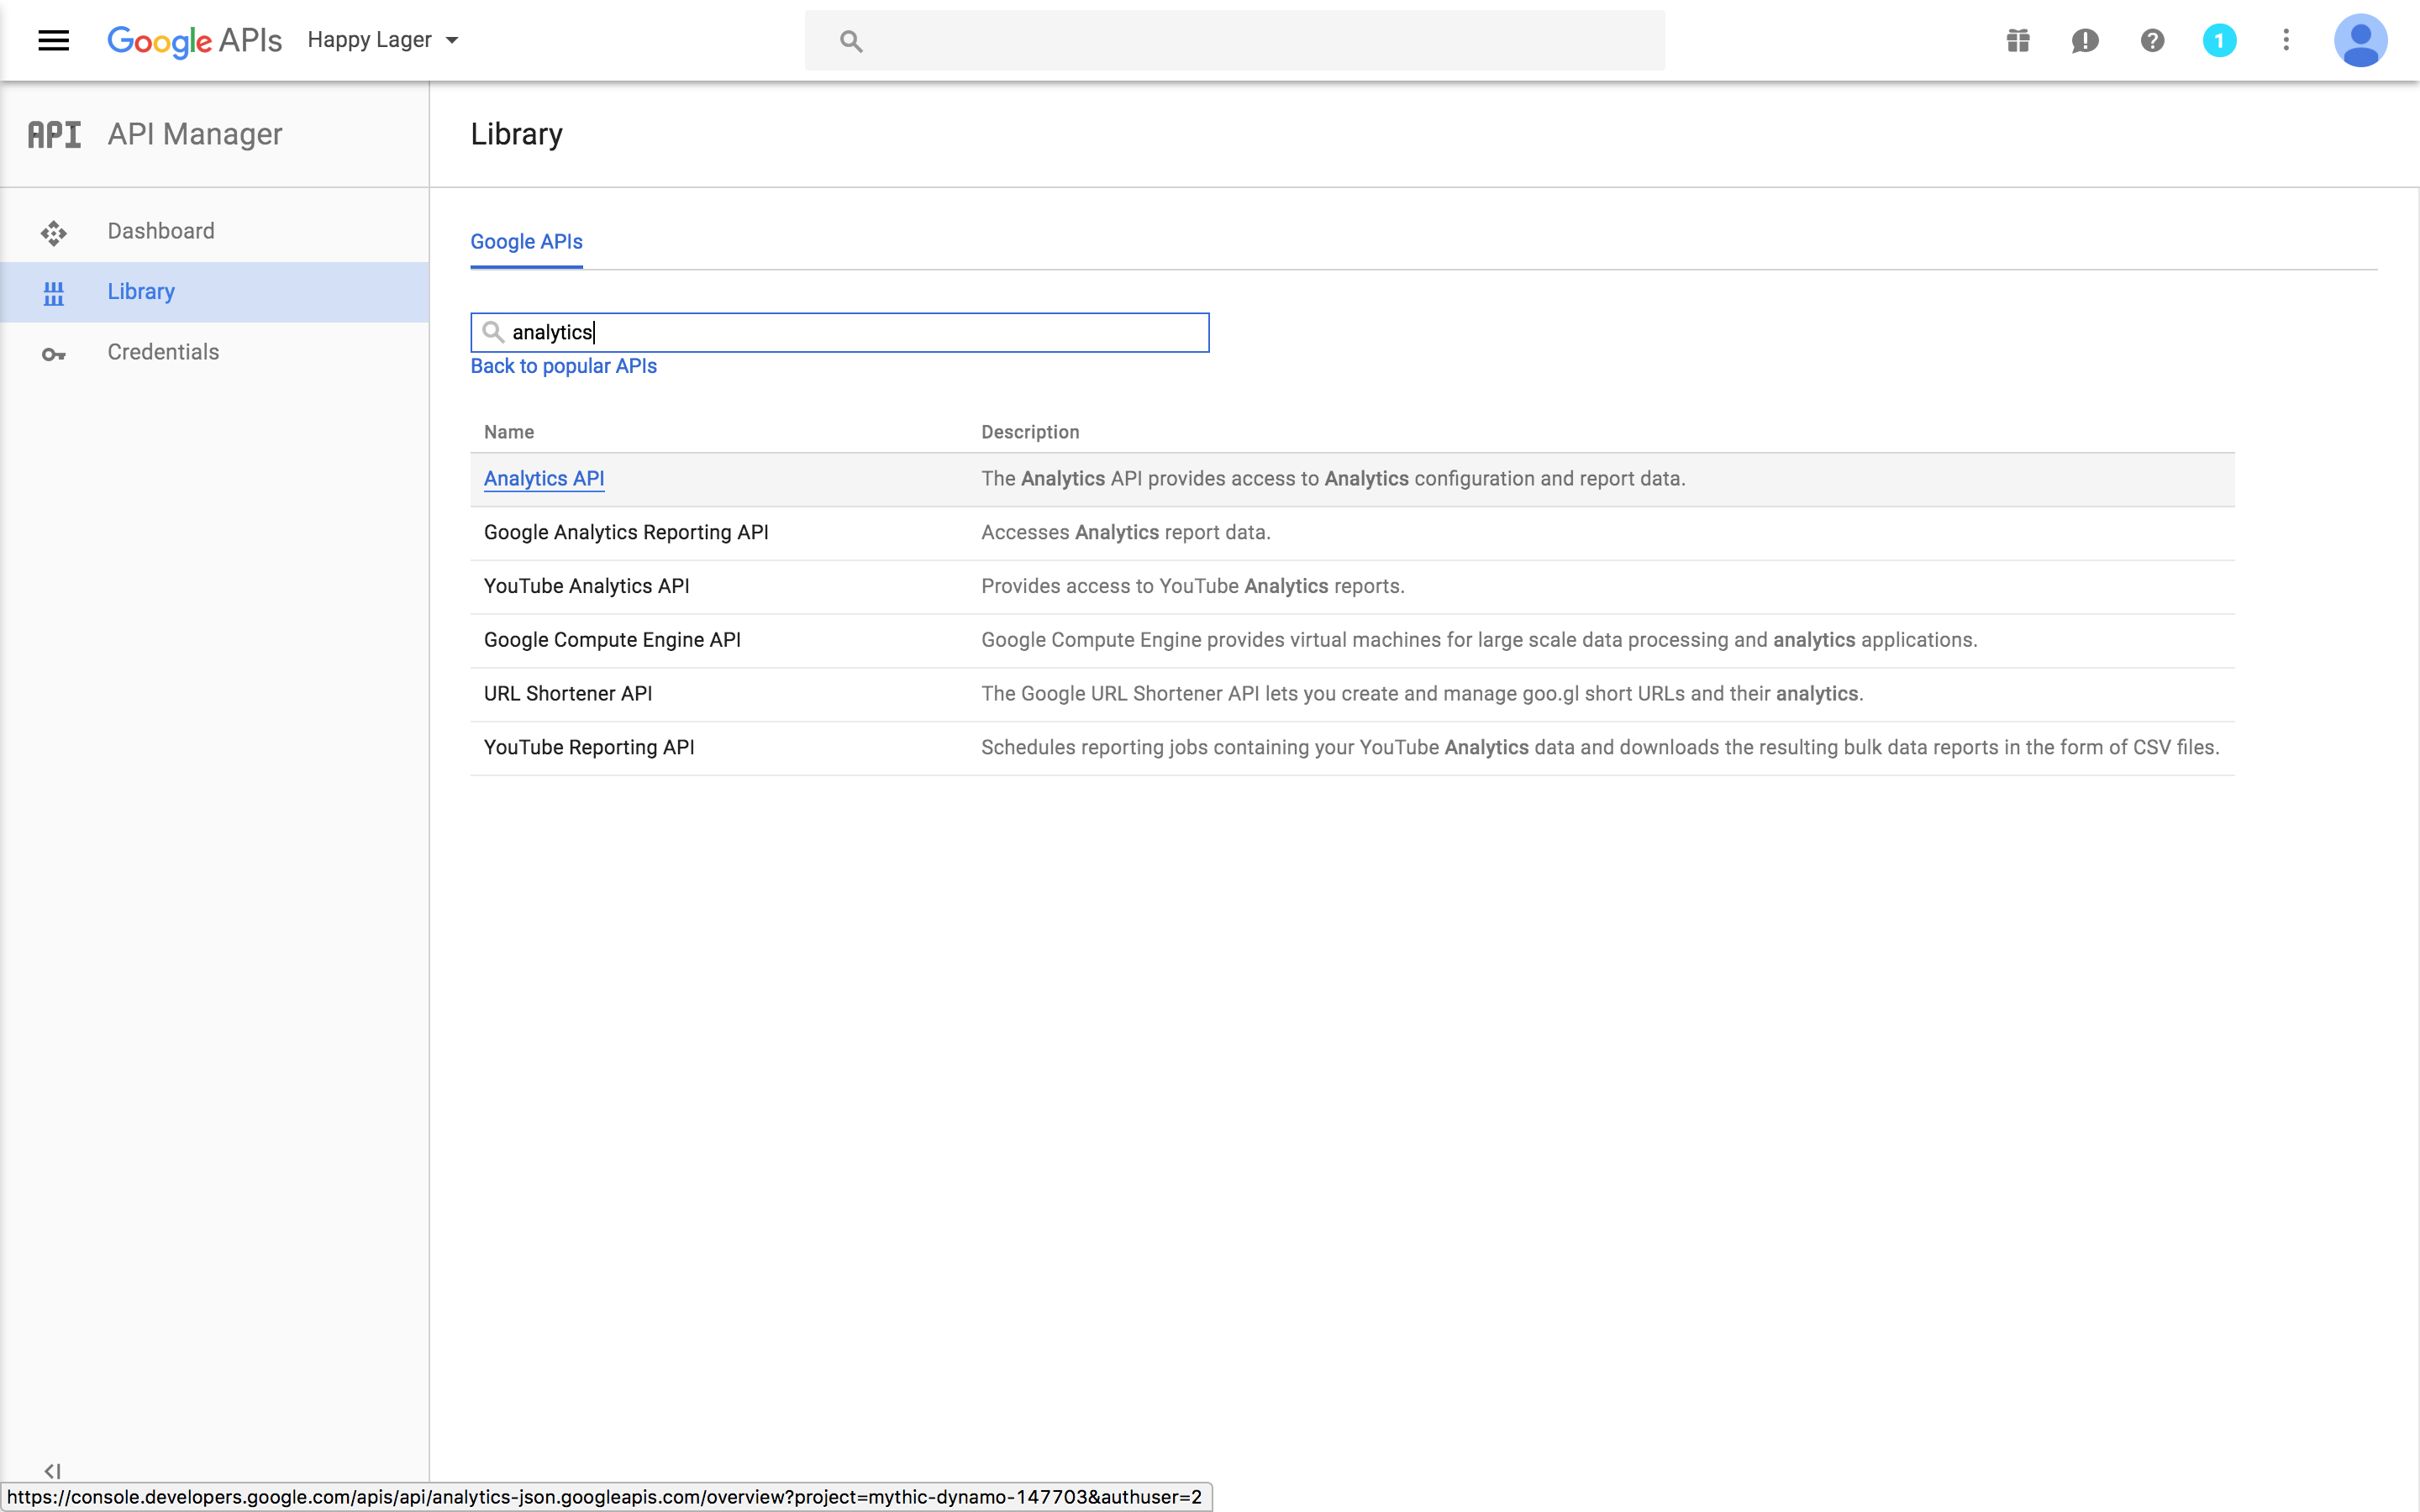 Google APIs Happy Lager
1
API API Manager
Library
Dashboard
Library
Credentials
Google APIs
analytics
Back to popular APIs
Name Description
Analytics API The Analytics API provides access to Analytics configuration and report data.
Google Analytics Reporting API Accesses Analytics report data.
YouTube Analytics API Provides access to YouTube Analytics reports.
Google Compute Engine API Google Compute Engine provides virtual machines for large scale data processing and analytics applications.
URL Shortener API The Google URL Shortener API lets you create and manage goo.gl short URLs and their analytics.
YouTube Reporting API Schedules reporting jobs containing your YouTube Analytics data and downloads the resulting bulk data reports in the form of CSV files.
https://console.developers.google.com/apis/api/analytics-json.googleapis.com/overview?project=mythic-dynamo-147703&authuser=2